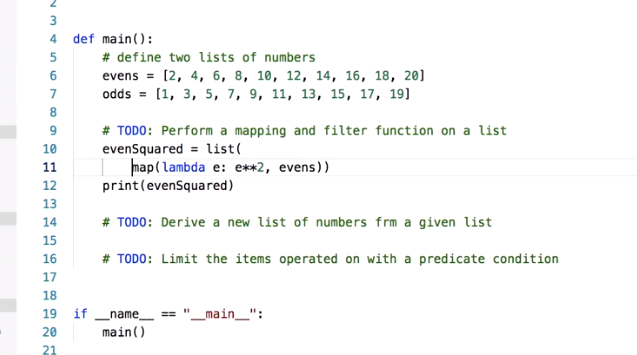 2
3
4 def main():
5 # define two lists of numbers
6 evens = [2, 4, 6, 8, 10, 12, 14, 16, 18, 20]
7 odds = [1, 3, 5, 7, 9, 11, 13, 15, 17, 19]
8
9 # TODO: Perform a mapping and filter function on a list
10 evenSquared = list(
11 map(lambda e: e**2, evens))
12 print(evenSquared)
13
14 # TODO: Derive a new list of numbers frm a given list
15
16 # TODO: Limit the items operated on with a predicate condition
17
18
19 if __name__ == "__main__":
20 main()
21